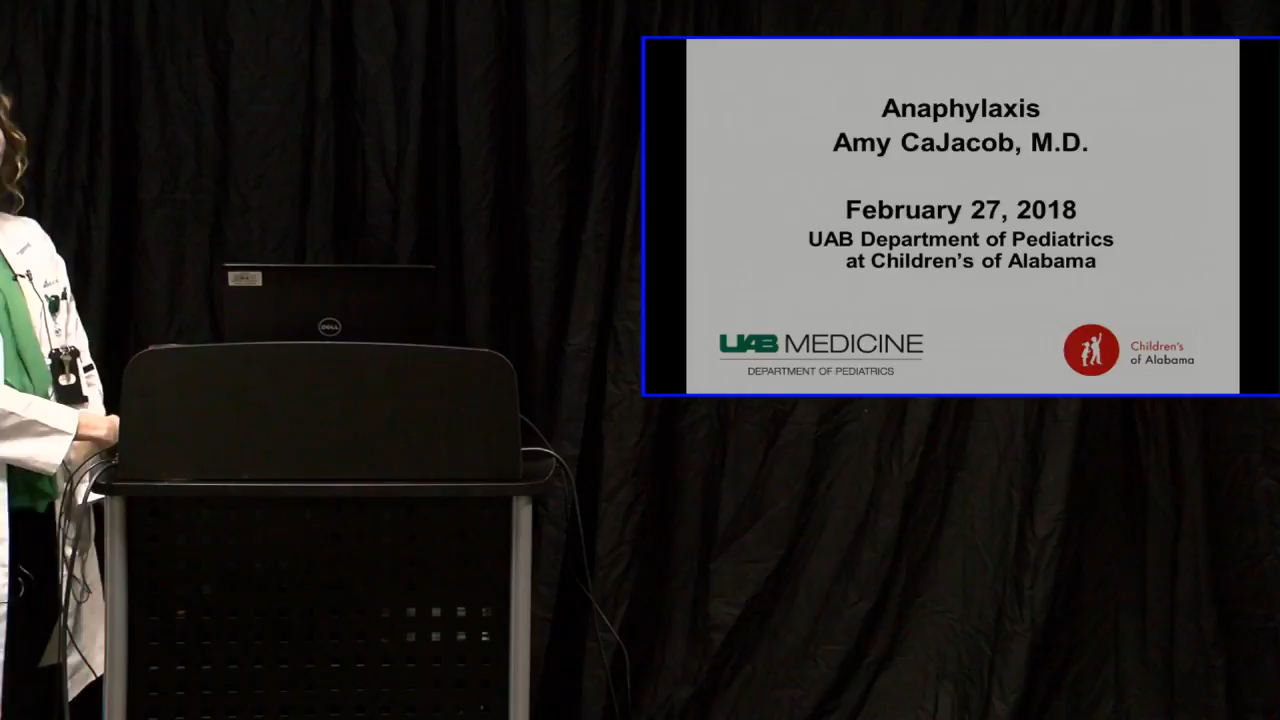 Anaphylaxis
Amy CaJacob, M.D.
February 27, 2018
UAB Department of Pediatrics
at Children's of Alabama
UAB MEDICINE
DEPARTMENT OF PEDIATRICS
Children's
of Alabama
DELL